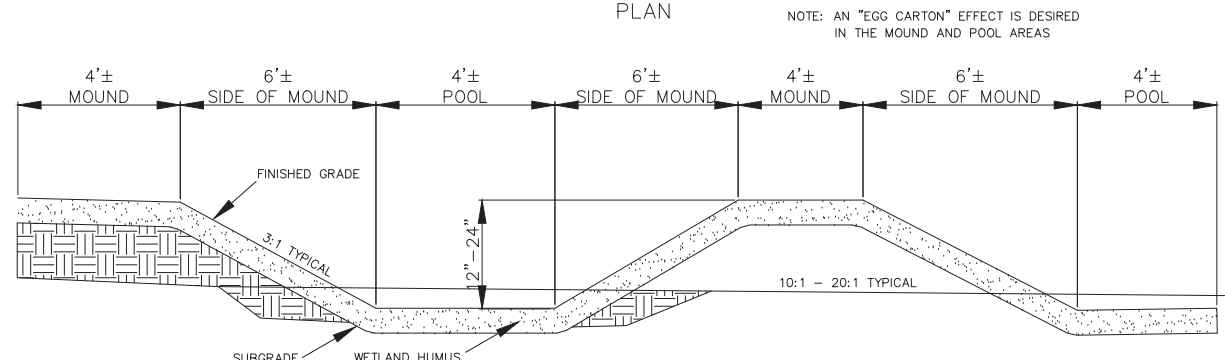 PLAN
NOTE: AN "EGG CARTON" EFFECT IS DESIRED
IN THE MOUND AND POOL AREAS
4'±
MOUND
6'±
SIDE OF MOUND
4'±
POOL
6'±
SIDE OF MOUND
4'±
MOUND
6'±
SIDE OF MOUND
4'±
POOL
FINISHED GRADE
3:1 TYPICAL
12"-24"
10:1 - 20:1 TYPICAL
SUBGRADE
WETLAND HUMUS